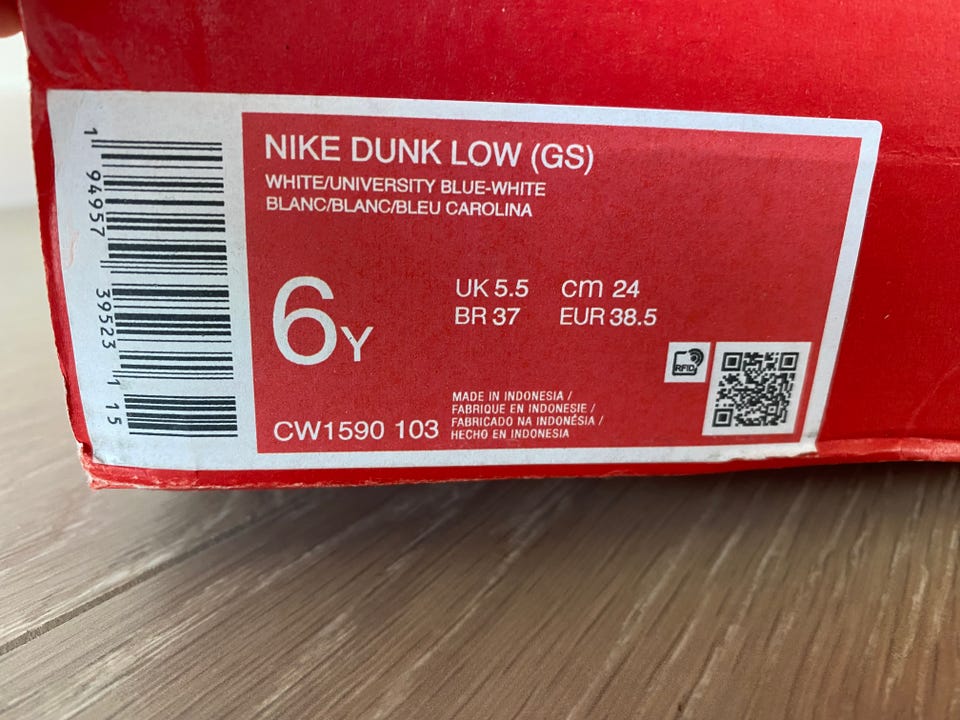 NIKE DUNK LOW (GS)
WHITE/UNIVERSITY BLUE-WHITE
BLANC/BLANC/BLEU CAROLINA
6Y
UK 5.5 CM 24
BR 37 EUR 38.5
RFID
MADE IN INDONESIA /
FABRIQUE EN INDONESIE /
FABRICADO NA INDONÉSIA /
HECHO EN INDONESIA
CW1590 103
1 94957 39523 1 15